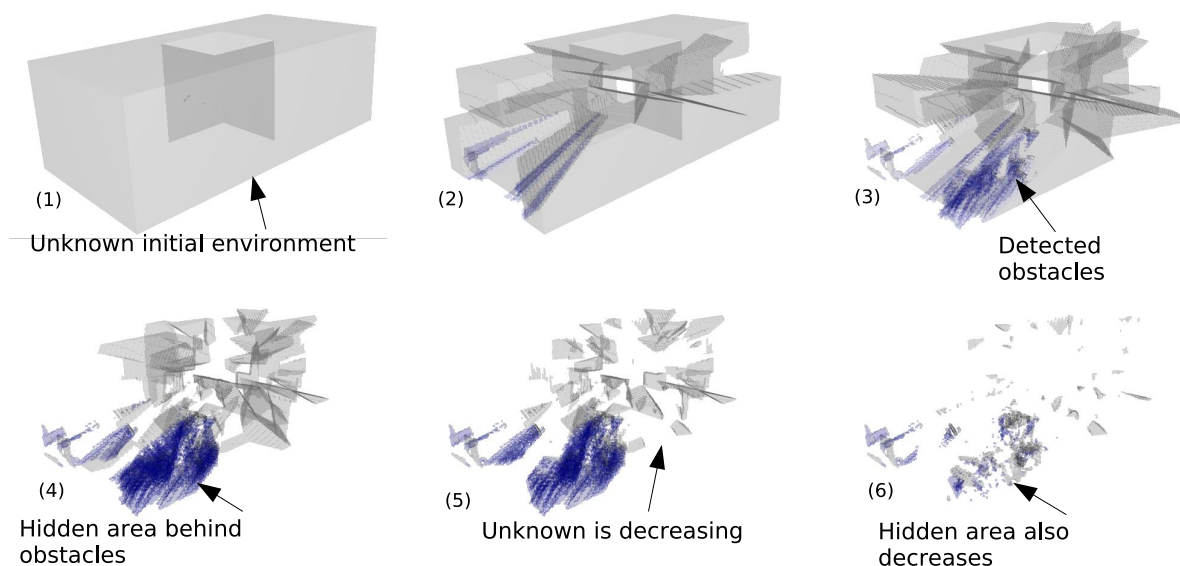 (1)
Unknown initial environment
(2)
(3)
Detected
obstacles
(4)
Hidden area behind
obstacles
(5)
Unknown is decreasing
(6)
Hidden area also
decreases